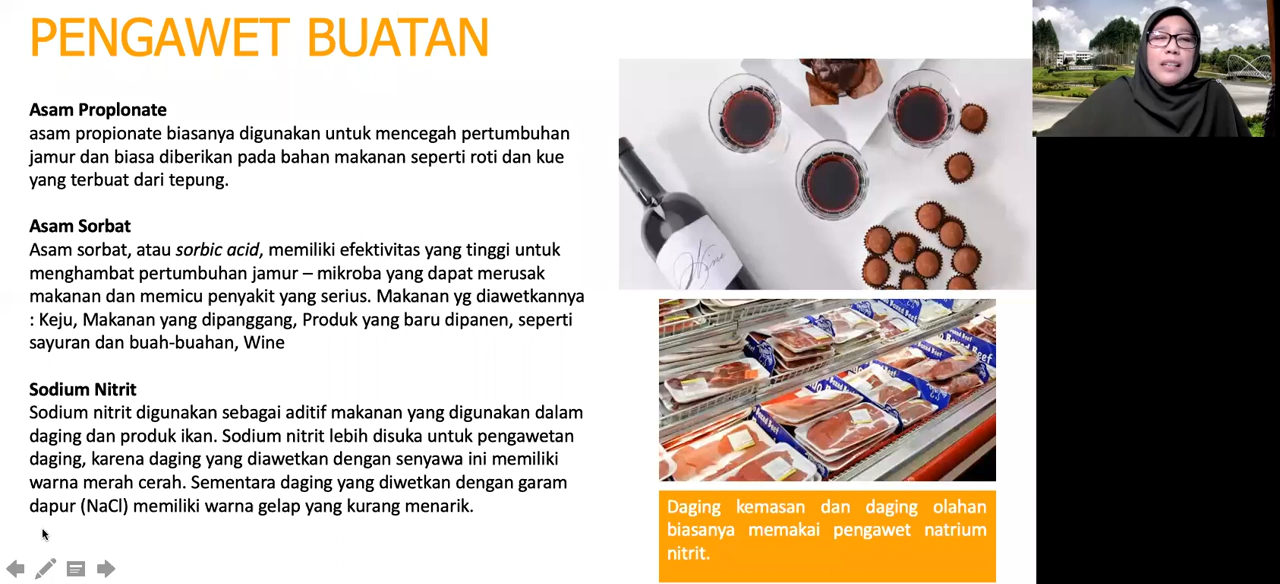 PENGAWET BUATAN
Asam Proplonate
asam propionate biasanya digunakan untuk mencegah pertumbuhan
jamur dan biasa diberikan pada bahan makanan seperti roti dan kue
yang terbuat dari tepung.
Asam Sorbat
Asam sorbat, atau sorbic acid, memiliki efektivitas yang tinggi untuk
menghambat pertumbuhan jamur – mikroba yang dapat merusak
makanan dan memicu penyakit yang serius. Makanan yg diawetkannya
: Keju, Makanan yang dipanggang, Produk yang baru dipanen, seperti
sayuran dan buah-buahan, Wine
Sodium Nitrit
Sodium nitrit digunakan sebagai aditif makanan yang digunakan dalam
daging dan produk ikan. Sodium nitrit lebih disuka untuk pengawetan
daging, karena daging yang diawetkan dengan senyawa ini memiliki
warna merah cerah. Sementara daging yang diwetkan dengan garam
dapur (NaCl) memiliki warna gelap yang kurang menarik.
Wine
Daging kemasan dan daging olahan
biasanya memakai pengawet natrium
nitrit.